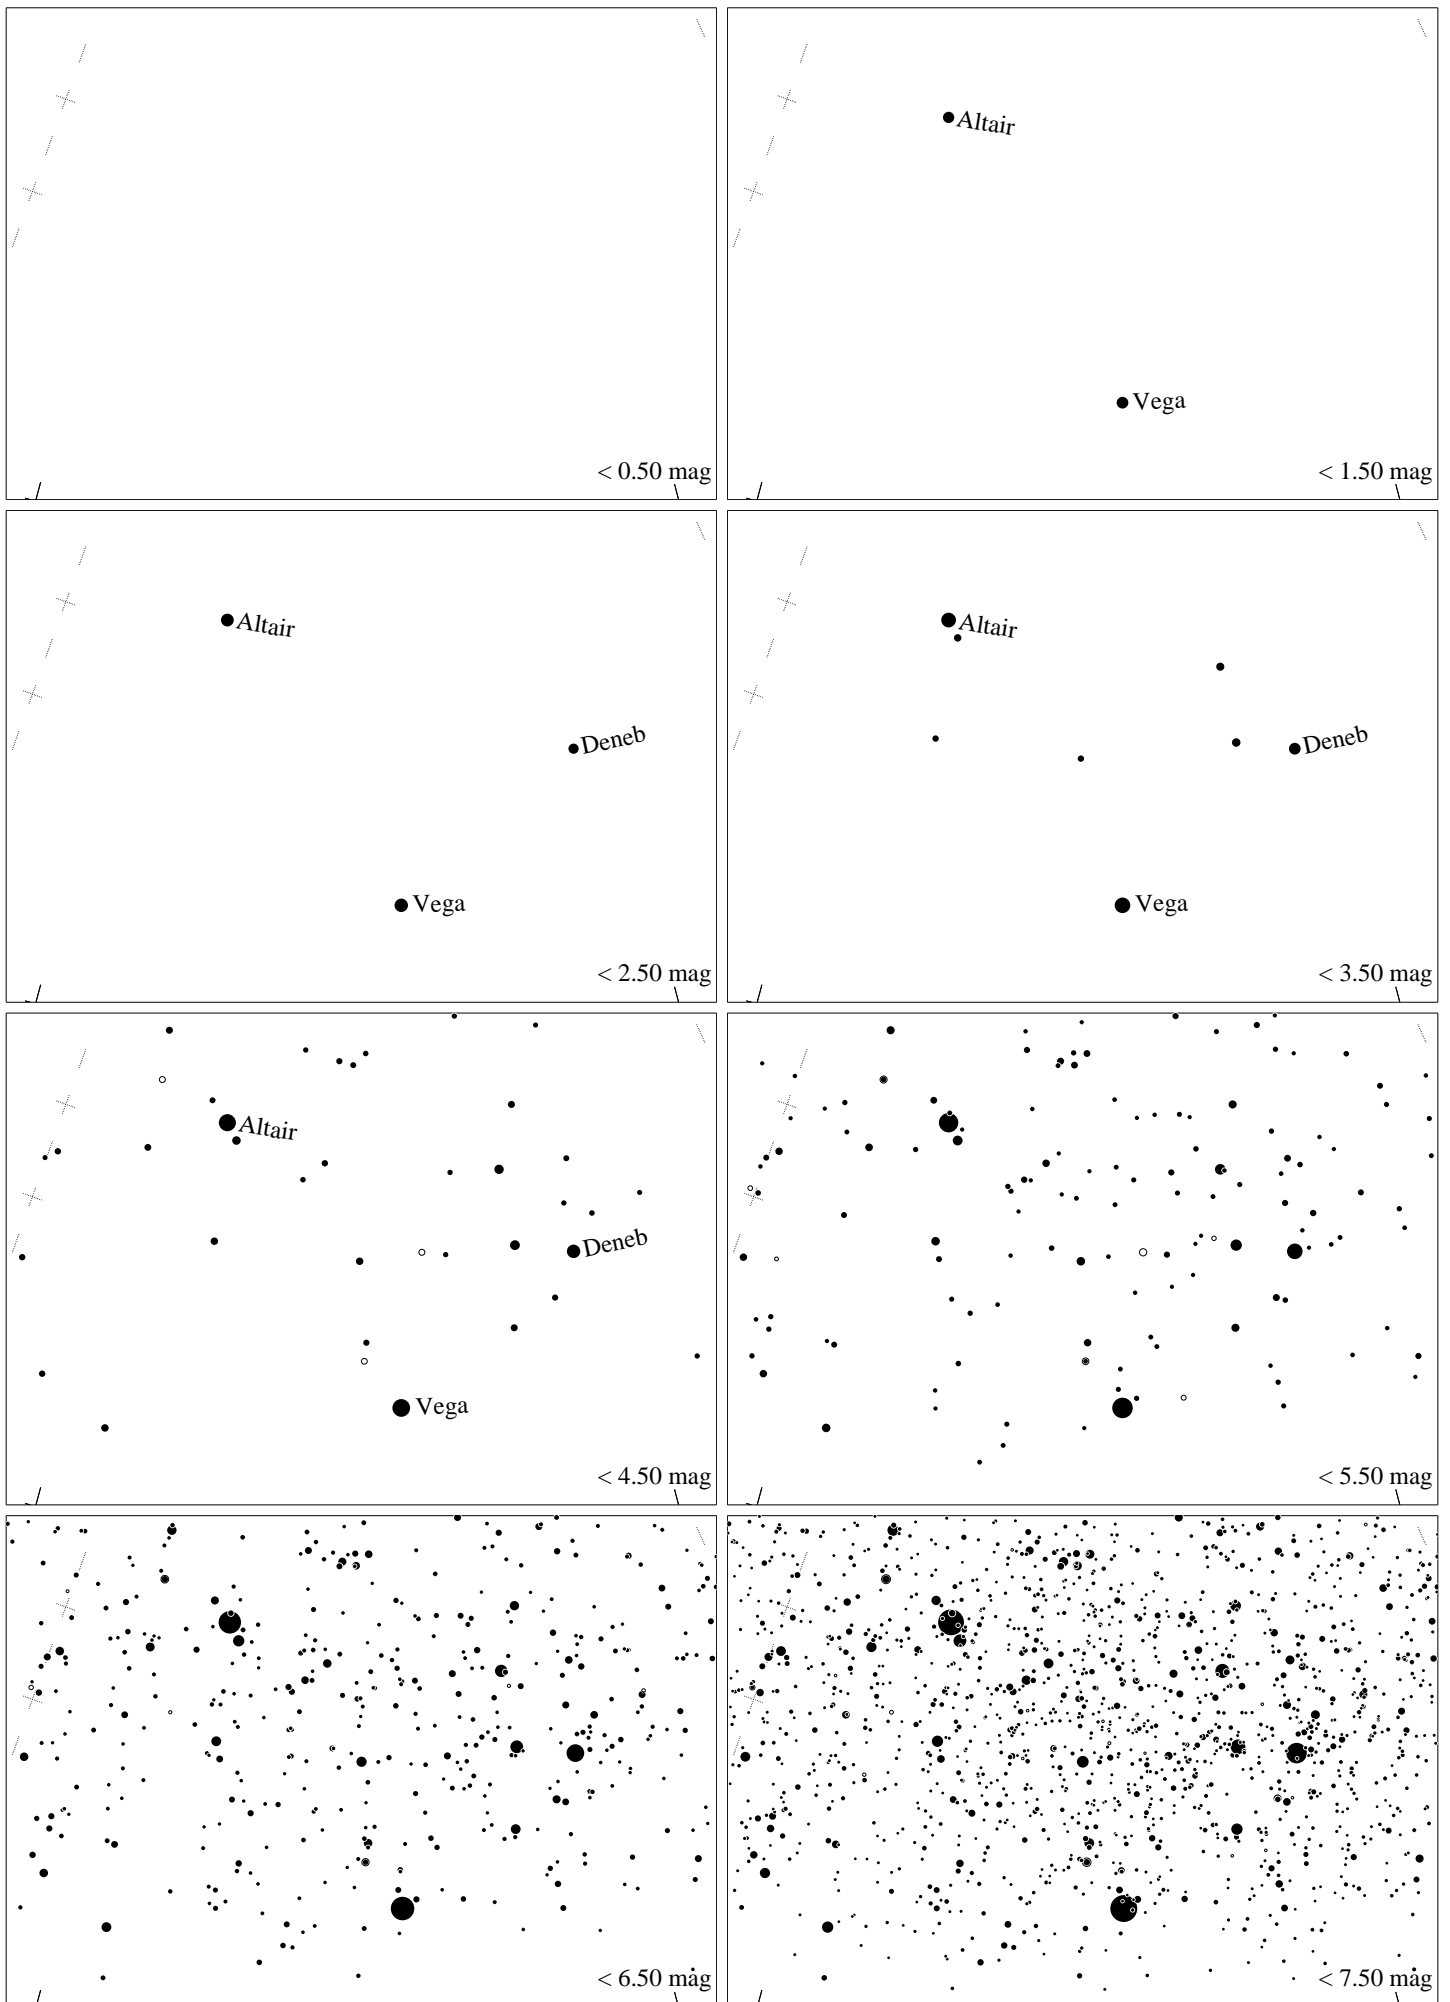 < 0.50 mag
Altair
Vega
< 1.50 mag
Altair
Deneb
Vega
< 2.50 mag
Altair
Deneb
Vega
< 3.50 mag
Altair
Deneb
Vega
< 4.50 mag
< 5.50 mag
< 6.50 mag
< 7.50 mag